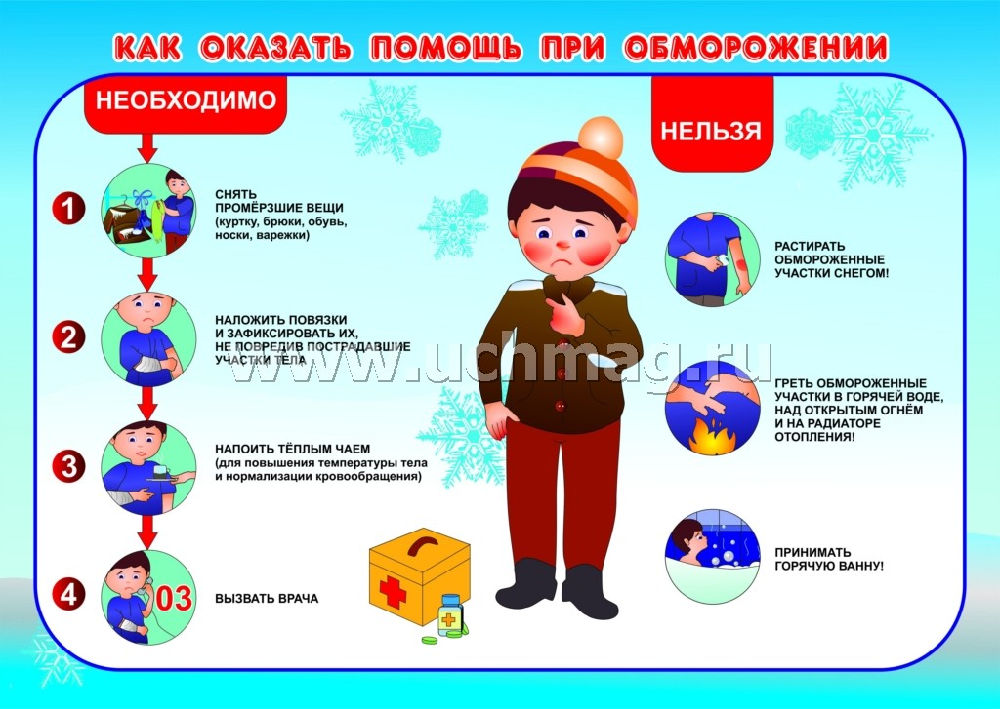 КАК ОКАЗАТЬ ПОМОЩЬ ПРИ ОБМОРОЖЕНИИ
НЕОБХОДИМО
1
СНЯТЬ
ПРОМЁРЗШИЕ ВЕЩИ
(куртку, брюки, обувь,
носки, варежки)
2
НАЛОЖИТЬ ПОВЯЗКИ
И ЗАФИКСИРОВАТЬ ИХ,
НЕ ПОВРЕДИВ ПОСТРАДАВШИЕ
УЧАСТКИ ТЕЛА
3
НАПОИТЬ ТЁПЛЫМ ЧАЕМ
(для повышения температуры тела
и нормализации кровообращения)
4
03
ВЫЗВАТЬ ВРАЧА
НЕЛЬЗЯ
РАСТИРАТЬ
ОБМОРОЖЕННЫЕ
УЧАСТКИ СНЕГОМ!
ГРЕТЬ ОБМОРОЖЕННЫЕ
УЧАСТКИ В ГОРЯЧЕЙ ВОДЕ,
НАД ОТКРЫТЫМ ОГНЁМ
И НА РАДИАТОРЕ
ОТОПЛЕНИЯ!
ПРИНИМАТЬ
ГОРЯЧУЮ ВАННУ!
www.uchmag.ru